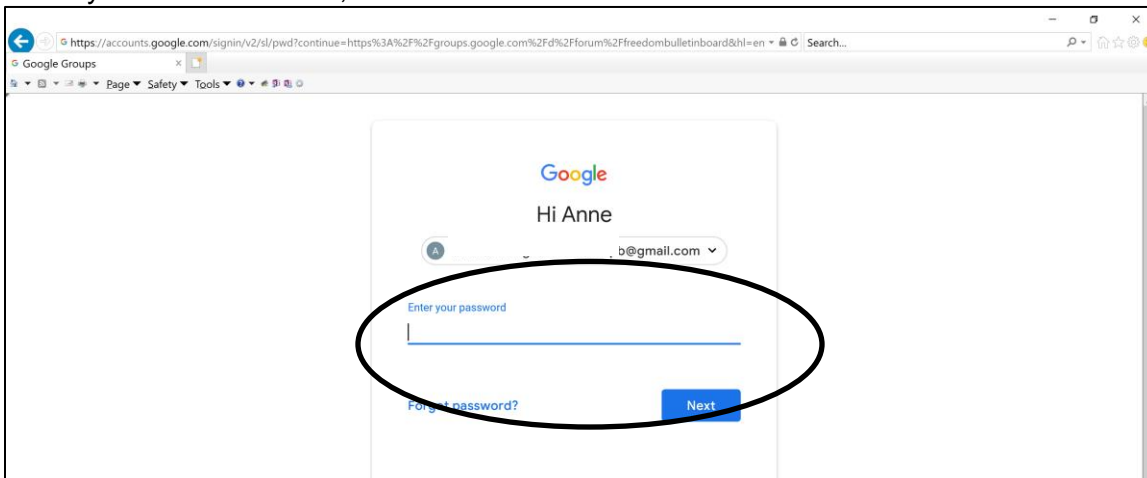 https://accounts.google.com/signin/v2/sl/pwd?continue=https%3A%2F%2Fgroups.google.com%2Fd%2Fforum%2Ffreedombulletinboard&hl=en Search...
Google Groups
Page Safety Tools
Google
Hi Anne
A b@gmail.com
Enter your password
Forgot password? Next